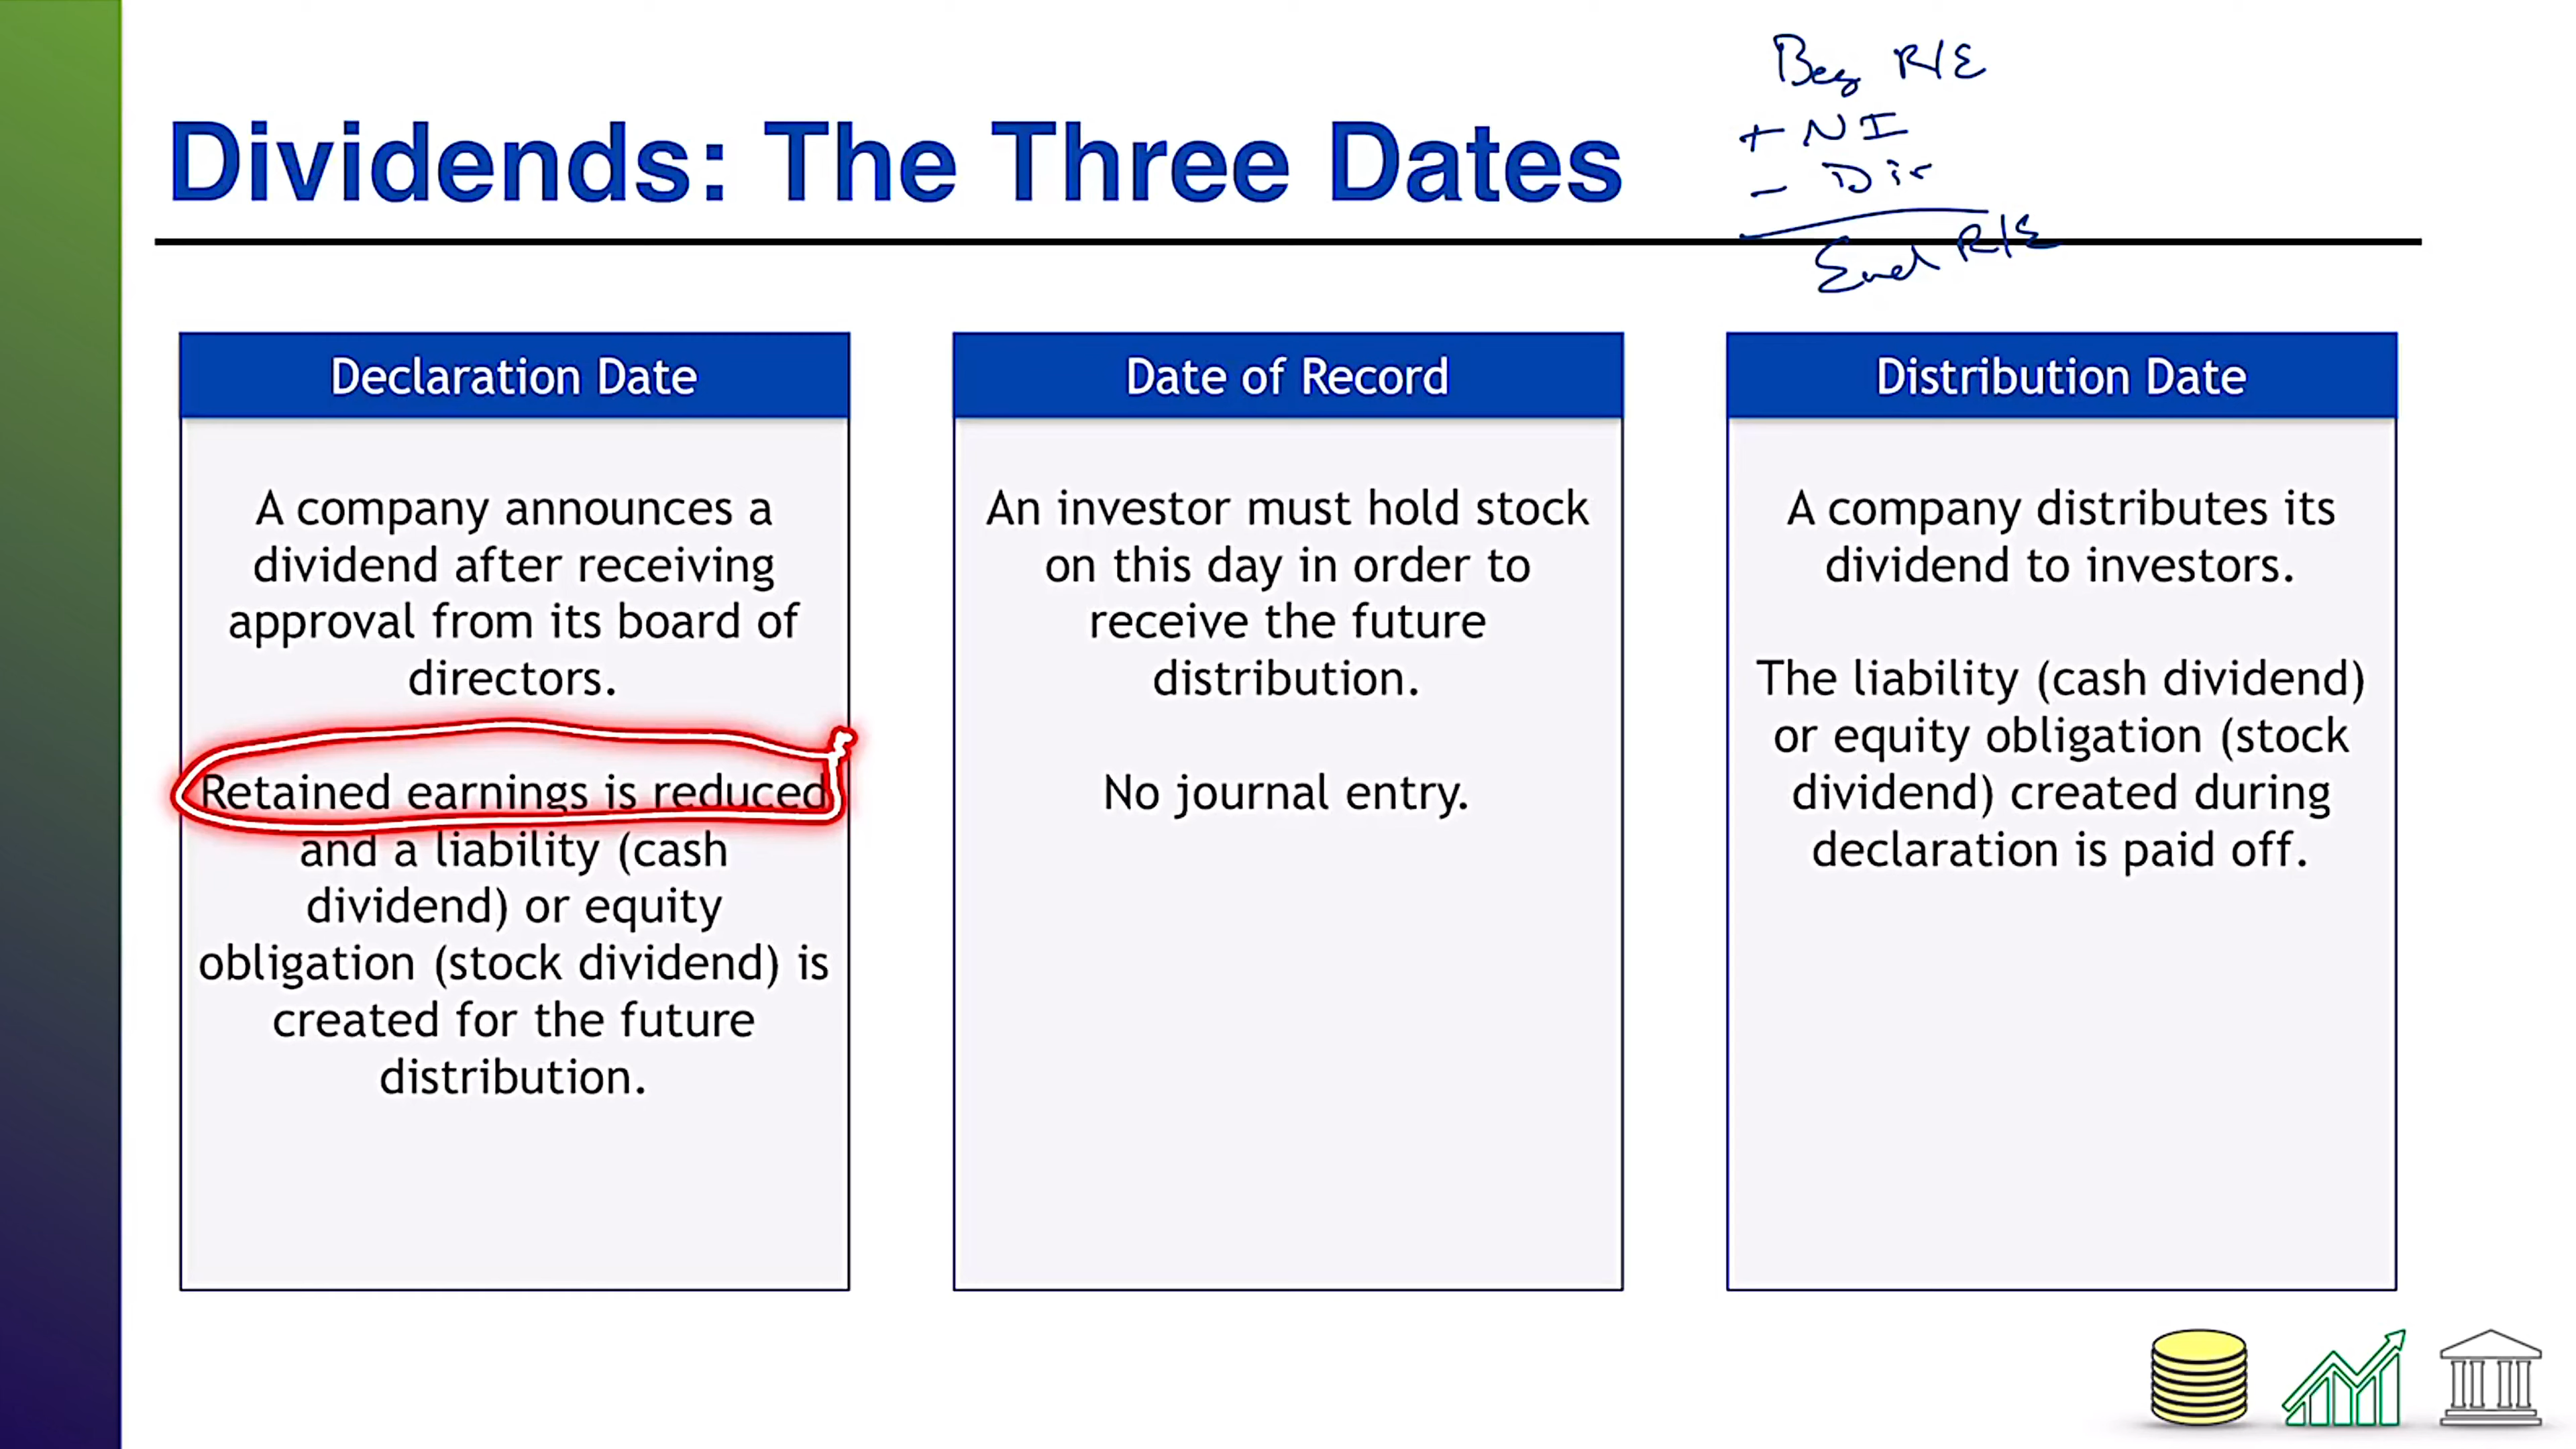 Beg R/E
+ NI
- Div
End R/E
Dividends: The Three Dates
Declaration Date
A company announces a
dividend after receiving
approval from its board of
directors.
Retained earnings is reduced
and a liability (cash
dividend) or equity
obligation (stock dividend) is
created for the future
distribution.
Date of Record
An investor must hold stock
on this day in order to
receive the future
distribution.
No journal entry.
Distribution Date
A company distributes its
dividend to investors.
The liability (cash dividend)
or equity obligation (stock
dividend) created during
declaration is paid off.